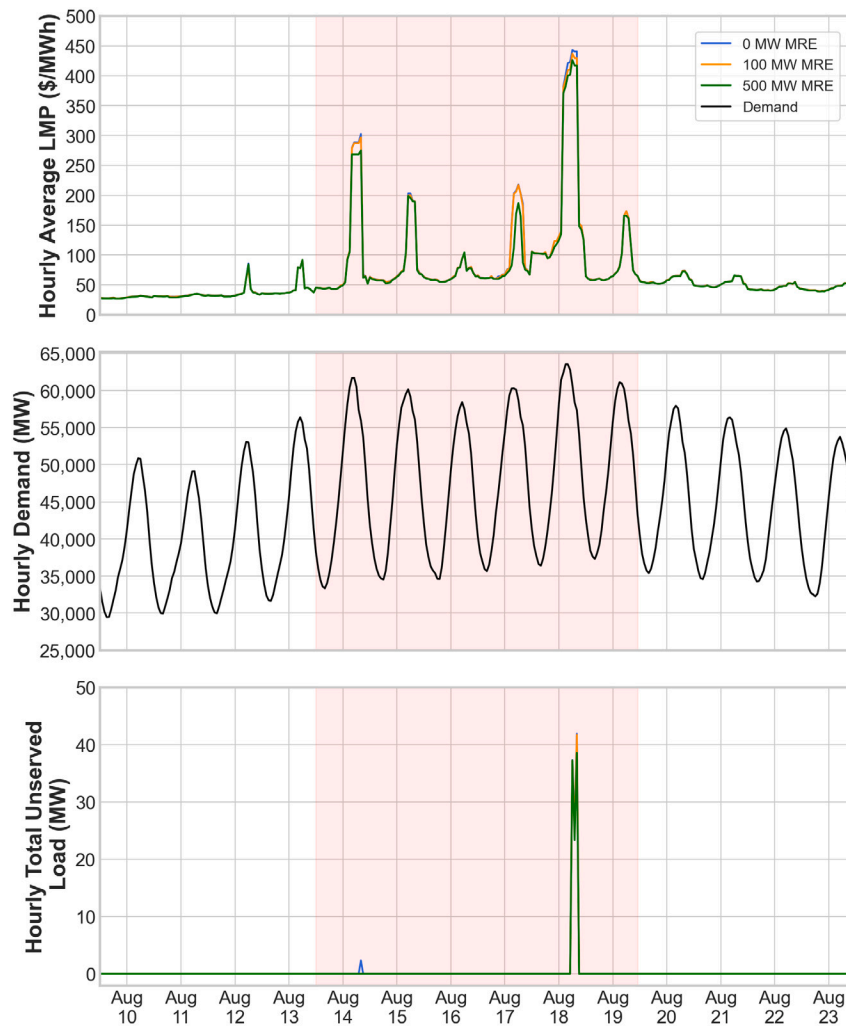 Hourly Average LMP ($/MWh)
500
450
400
350
300
250
200
150
100
50
0
0 MW MRE
100 MW MRE
500 MW MRE
Demand
Hourly Demand (MW)
65,000
60,000
55,000
50,000
45,000
40,000
35,000
30,000
25,000
Hourly Total Unserved
Load (MW)
50
40
30
20
10
0
Aug Aug Aug Aug Aug Aug Aug Aug Aug Aug Aug Aug Aug Aug
10 11 12 13 14 15 16 17 18 19 20 21 22 23